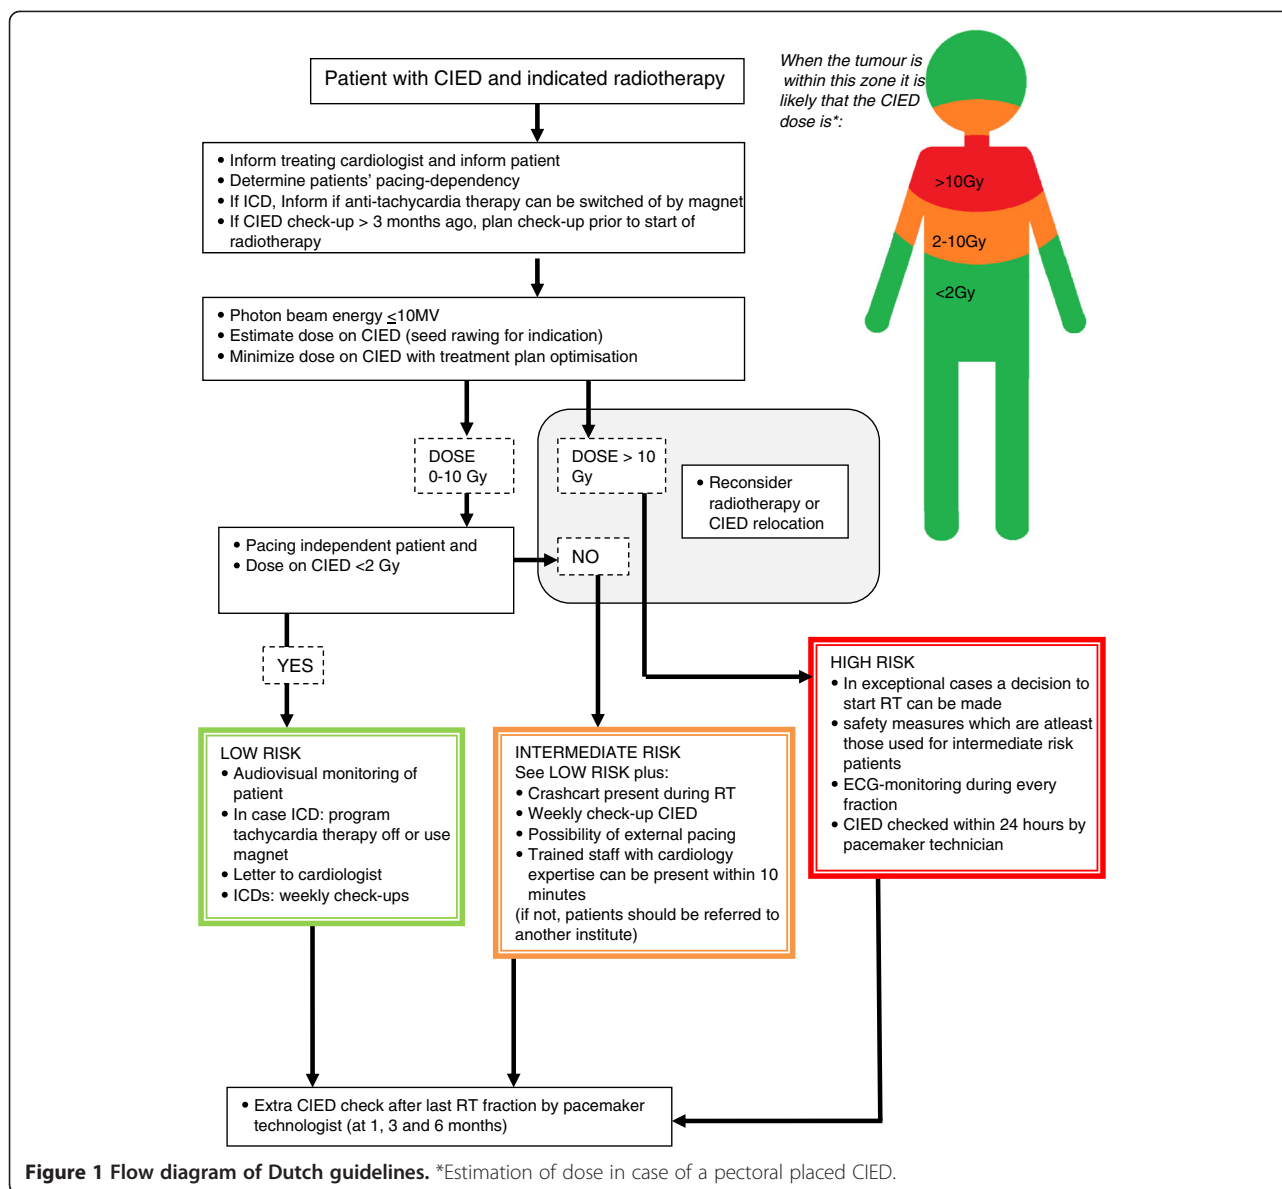 Patient with CIED and indicated radiotherapy
When the tumour is
within this zone it is
likely that the CIED
dose is*:
>10Gy
2-10Gy
<2Gy
• Inform treating cardiologist and inform patient
• Determine patients' pacing-dependency
• If ICD, Inform if anti-tachycardia therapy can be switched of by magnet
• If CIED check-up > 3 months ago, plan check-up prior to start of
radiotherapy
• Photon beam energy ≤10MV
• Estimate dose on CIED (seed rawing for indication)
• Minimize dose on CIED with treatment plan optimisation
DOSE
0-10 Gy
DOSE > 10
Gy
• Reconsider
radiotherapy or
CIED relocation
• Pacing independent patient and
• Dose on CIED <2 Gy
NO
YES
LOW RISK
• Audiovisual monitoring of
patient
• In case ICD: program
tachycardia therapy off or use
magnet
• Letter to cardiologist
• ICDs: weekly check-ups
INTERMEDIATE RISK
See LOW RISK plus:
• Crashcart present during RT
• Weekly check-up CIED
• Possibility of external pacing
• Trained staff with cardiology
expertise can be present within 10
minutes
(if not, patients should be referred to
another institute)
HIGH RISK
• In exceptional cases a decision to
start RT can be made
• safety measures which are atleast
those used for intermediate risk
patients
• ECG-monitoring during every
fraction
• CIED checked within 24 hours by
pacemaker technician
• Extra CIED check after last RT fraction by pacemaker
technologist (at 1, 3 and 6 months)
Figure 1 Flow diagram of Dutch guidelines. *Estimation of dose in case of a pectoral placed CIED.